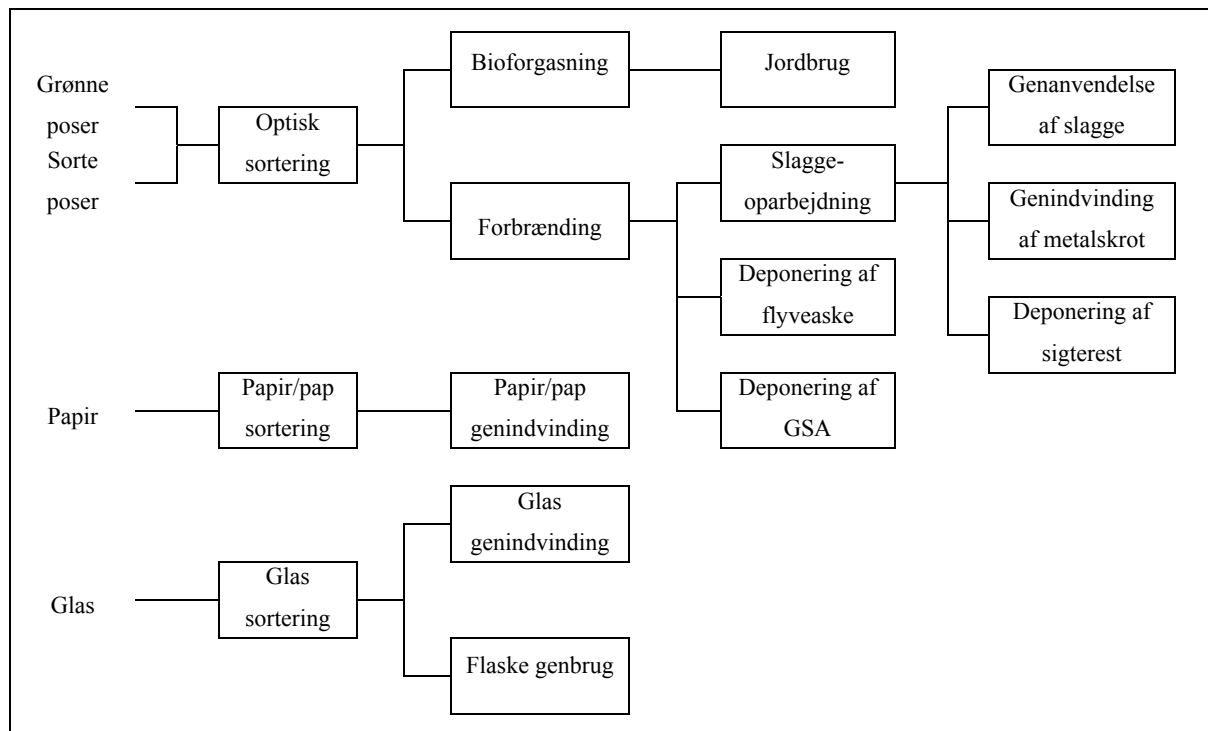 Grønne
poser
Sorte
poser
Optisk
sortering
Bioforgasning
Jordbrug
Forbrænding
Slagge-
oparbejdning
Genanvendelse
af slagge
Genindvinding
af metalskrot
Deponering af
sigterest
Deponering af
flyveaske
Deponering af
GSA
Papir
Papir/pap
sortering
Papir/pap
genindvinding
Glas
Glas
sortering
Glas
genindvinding
Flaske genbrug